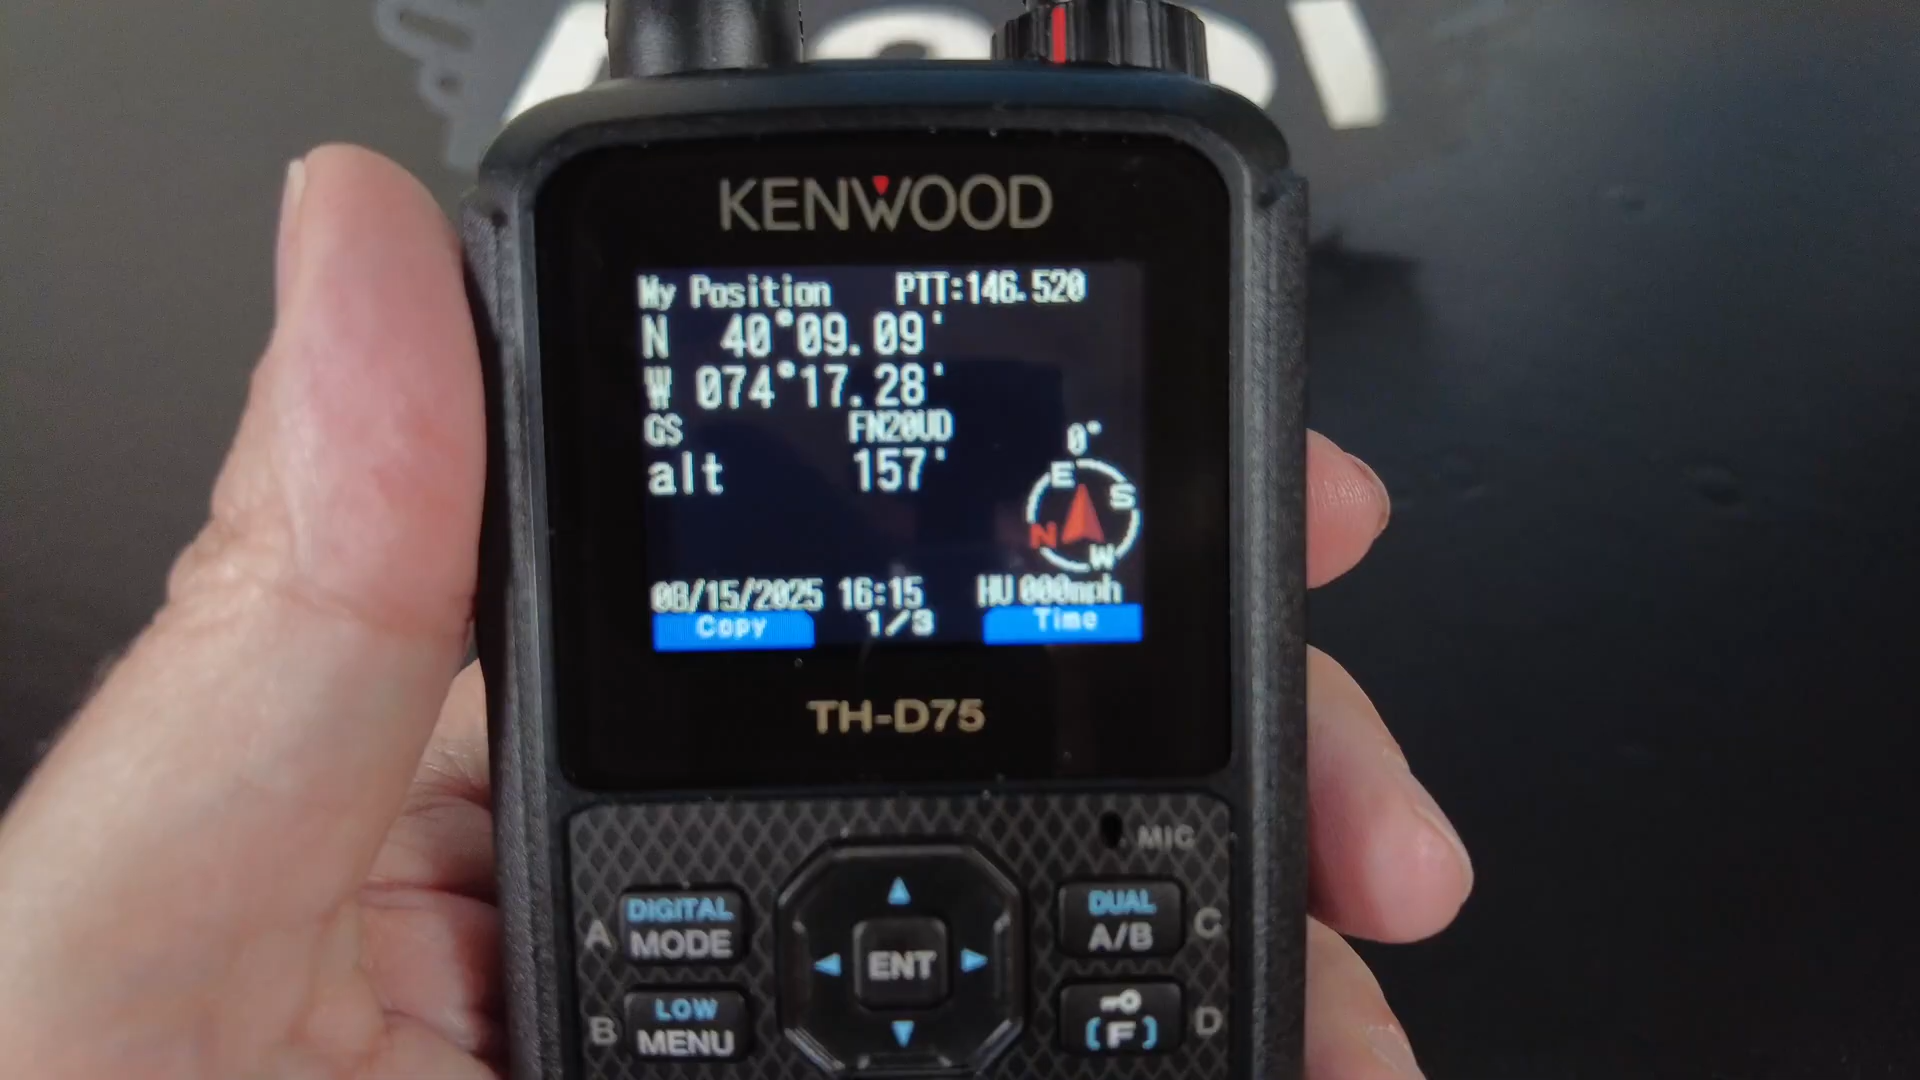 KENWOOD
My Position PTT:146.520
N 40°09.09'
W 074°17.28'
GS FN20UD
alt 157'
0°
E S
N W
08/15/2025 16:15 HU 000mph
Copy 1/3 Time
TH-D75
MIC
A DIGITAL MODE
DUAL A/B C
ENT
B LOW MENU
[F] D